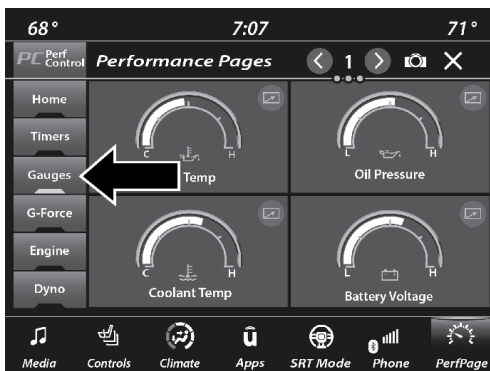 68° 7:07 71°
PC Perf Control Performance Pages 1
Home
Timers
Gauges
G-Force
Engine
Dyno
C H
Temp
L H
Oil Pressure
C H
Coolant Temp
L H
Battery Voltage
Media Controls Climate Apps SRT Mode Phone PerfPage